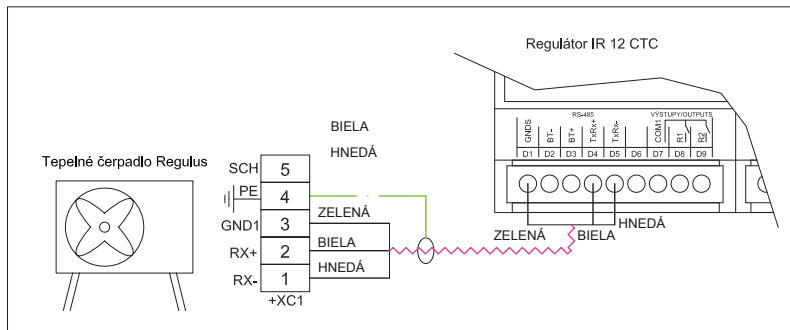 Regulátor IR 12 CTC
RS-485
VÝSTUPY/OUTPUTS
GNDS BT- BT+ TxRx+ TxRx- COM1 R1 R2
D1 D2 D3 D4 D5 D6 D7 D8 D9
ZELENÁ BIELA HNEDÁ
BIELA
HNEDÁ
Tepelné čerpadlo Regulus
SCH 5
PE 4
GND1 3 ZELENÁ
RX+ 2 BIELA
RX- 1 HNEDÁ
+XC1